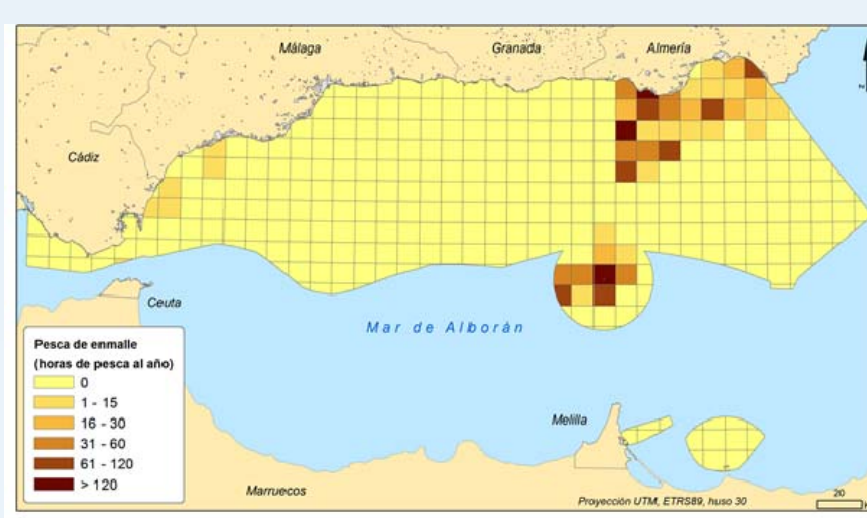 Málaga
Granada
Almería
Cádiz
Ceuta
Mar de Alborán
Pesca de enmalle
(horas de pesca al año)
0
1 - 15
16 - 30
31 - 60
61 - 120
> 120
Melilla
Marruecos
Proyección UTM, ETRS89, huso 30
20